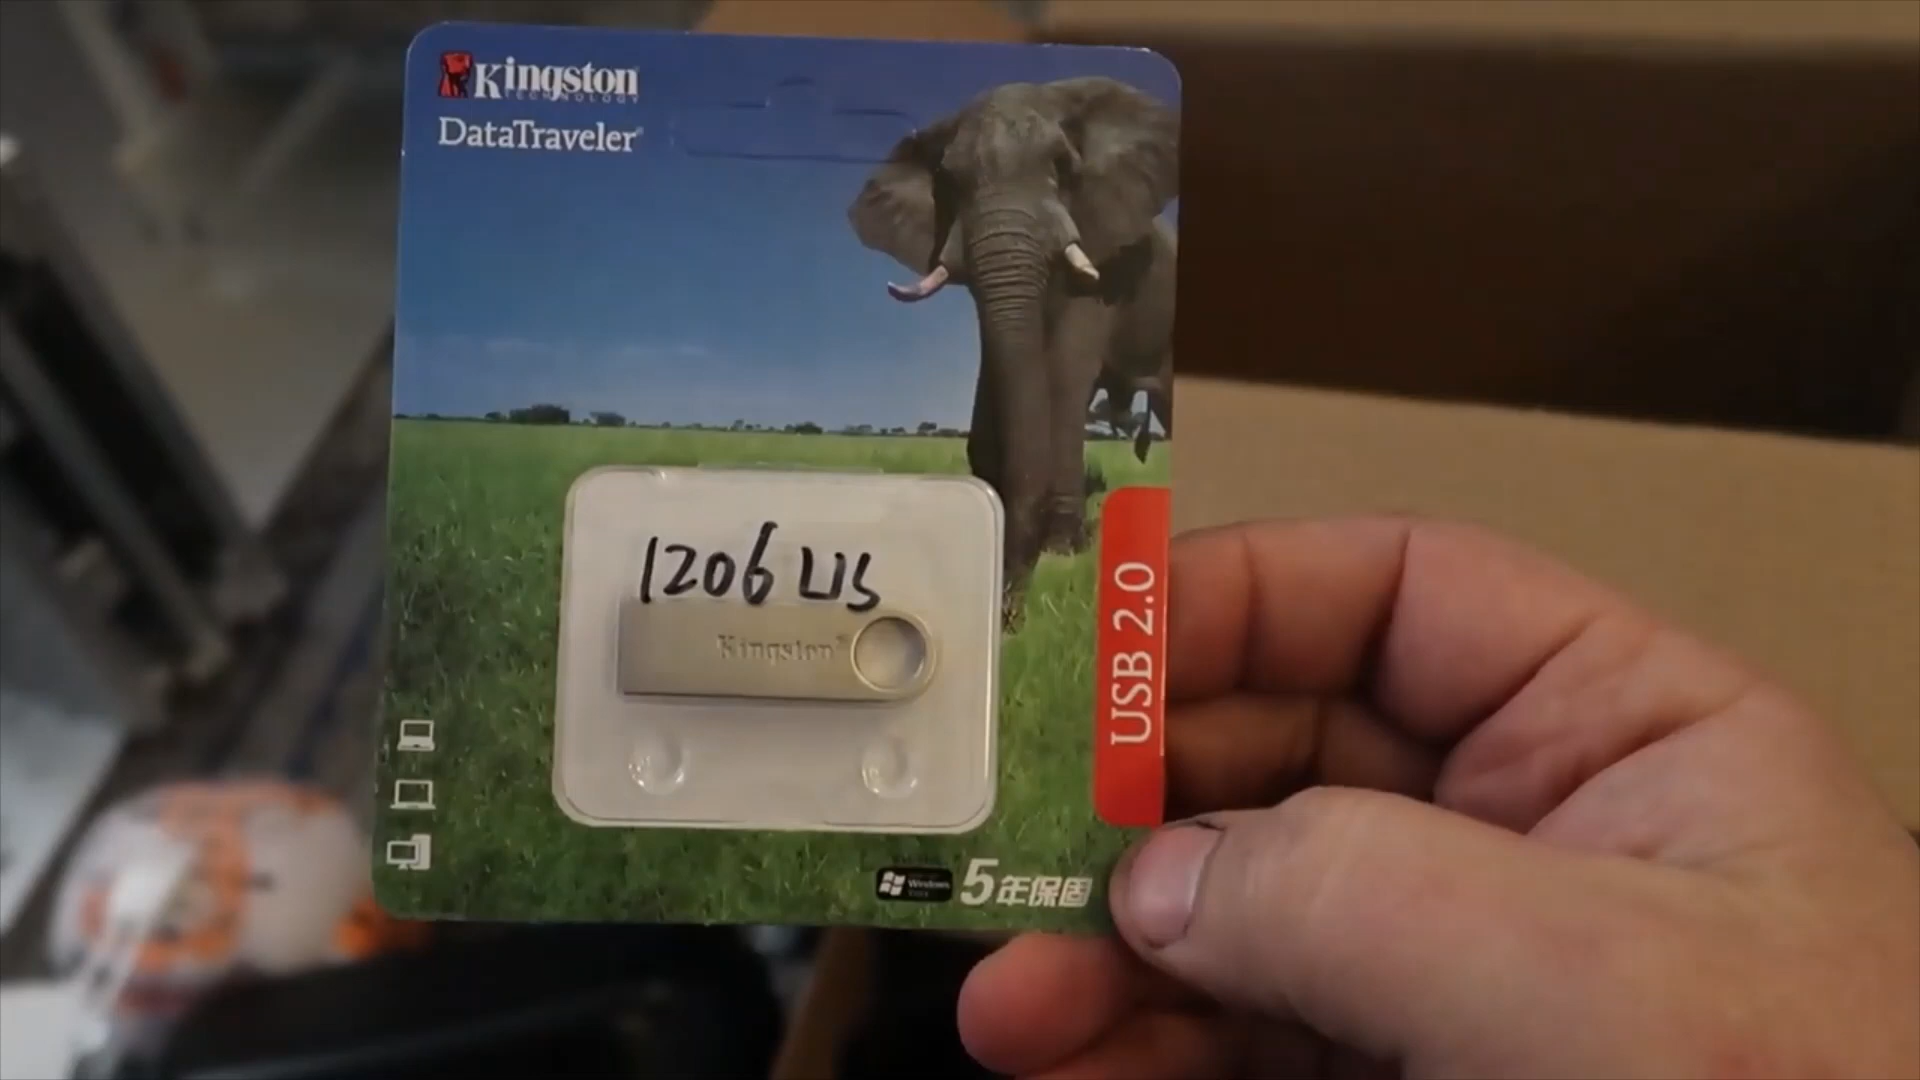 Kingston
TECHNOLOGY
DataTraveler®
1206 US
Kingston®
USB 2.0
Windows
5年保固